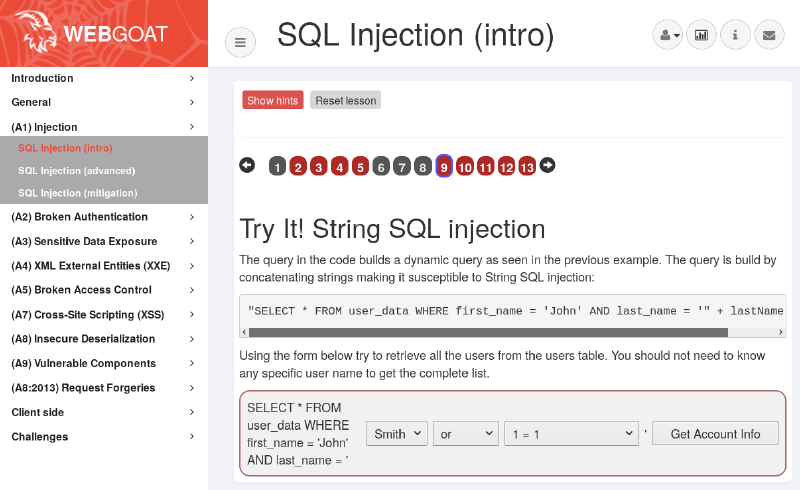 WEBGOAT
SQL Injection (intro)
Introduction
General
(A1) Injection
SQL Injection (intro)
SQL Injection (advanced)
SQL Injection (mitigation)
(A2) Broken Authentication
(A3) Sensitive Data Exposure
(A4) XML External Entities (XXE)
(A5) Broken Access Control
(A7) Cross-Site Scripting (XSS)
(A8) Insecure Deserialization
(A9) Vulnerable Components
(A8:2013) Request Forgeries
Client side
Challenges
Show hints Reset lesson
1 2 3 4 5 6 7 8 9 10 11 12 13
Try It! String SQL injection
The query in the code builds a dynamic query as seen in the previous example. The query is build by
concatenating strings making it susceptible to String SQL injection:
"SELECT * FROM user_data WHERE first_name = 'John' AND last_name = '" + lastName
Using the form below try to retrieve all the users from the users table. You should not need to know
any specific user name to get the complete list.
SELECT * FROM
user_data WHERE
first_name = 'John'
AND last_name = '
Smith or 1 = 1 ' Get Account Info